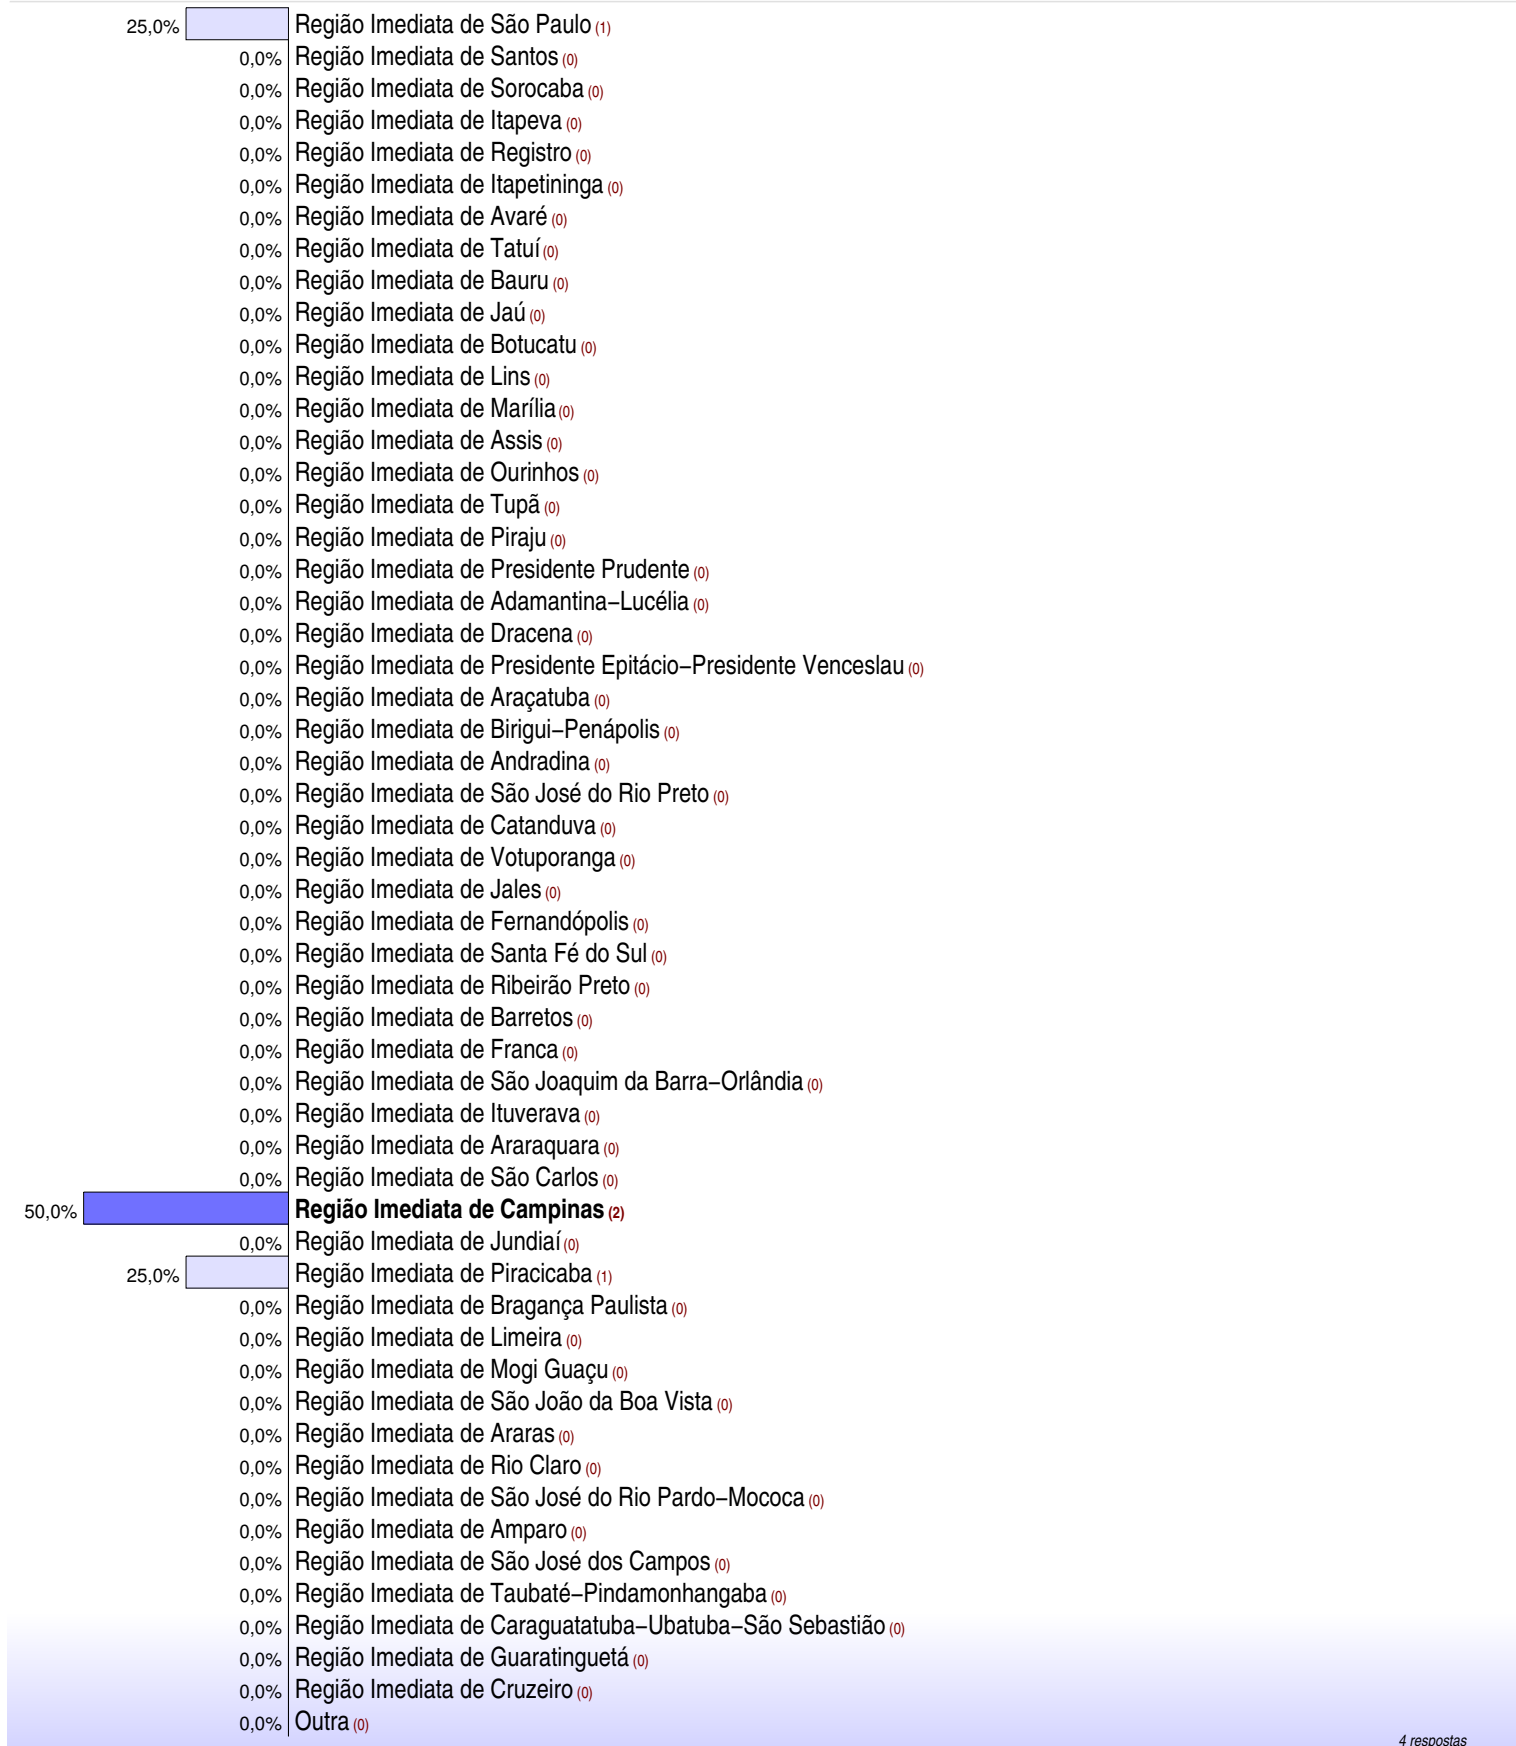 25,0% Região Imediata de São Paulo (1)
0,0% Região Imediata de Santos (0)
0,0% Região Imediata de Sorocaba (0)
0,0% Região Imediata de Itapeva (0)
0,0% Região Imediata de Registro (0)
0,0% Região Imediata de Itapetininga (0)
0,0% Região Imediata de Avaré (0)
0,0% Região Imediata de Tatuí (0)
0,0% Região Imediata de Bauru (0)
0,0% Região Imediata de Jaú (0)
0,0% Região Imediata de Botucatu (0)
0,0% Região Imediata de Lins (0)
0,0% Região Imediata de Marília (0)
0,0% Região Imediata de Assis (0)
0,0% Região Imediata de Ourinhos (0)
0,0% Região Imediata de Tupã (0)
0,0% Região Imediata de Piraju (0)
0,0% Região Imediata de Presidente Prudente (0)
0,0% Região Imediata de Adamantina–Lucélia (0)
0,0% Região Imediata de Dracena (0)
0,0% Região Imediata de Presidente Epitácio–Presidente Venceslau (0)
0,0% Região Imediata de Araçatuba (0)
0,0% Região Imediata de Birigui–Penápolis (0)
0,0% Região Imediata de Andradina (0)
0,0% Região Imediata de São José do Rio Preto (0)
0,0% Região Imediata de Catanduva (0)
0,0% Região Imediata de Votuporanga (0)
0,0% Região Imediata de Jales (0)
0,0% Região Imediata de Fernandópolis (0)
0,0% Região Imediata de Santa Fé do Sul (0)
0,0% Região Imediata de Ribeirão Preto (0)
0,0% Região Imediata de Barretos (0)
0,0% Região Imediata de Franca (0)
0,0% Região Imediata de São Joaquim da Barra–Orlândia (0)
0,0% Região Imediata de Ituverava (0)
0,0% Região Imediata de Araraquara (0)
0,0% Região Imediata de São Carlos (0)
50,0% Região Imediata de Campinas (2)
0,0% Região Imediata de Jundiaí (0)
25,0% Região Imediata de Piracicaba (1)
0,0% Região Imediata de Bragança Paulista (0)
0,0% Região Imediata de Limeira (0)
0,0% Região Imediata de Mogi Guaçu (0)
0,0% Região Imediata de São João da Boa Vista (0)
0,0% Região Imediata de Araras (0)
0,0% Região Imediata de Rio Claro (0)
0,0% Região Imediata de São José do Rio Pardo–Mococa (0)
0,0% Região Imediata de Amparo (0)
0,0% Região Imediata de São José dos Campos (0)
0,0% Região Imediata de Taubaté–Pindamonhangaba (0)
0,0% Região Imediata de Caraguatatuba–Ubatuba–São Sebastião (0)
0,0% Região Imediata de Guaratinguetá (0)
0,0% Região Imediata de Cruzeiro (0)
0,0% Outra (0)
4 respostas